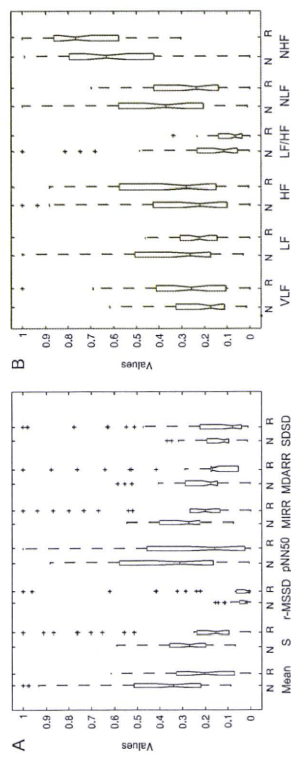 A
Values
1
0.9
0.8
0.7
0.6
0.5
0.4
0.3
0.2
0.1
0
N R N R N R N R N R N R N R
Mean S r-MSSD pNN50 MIRR MDARR SDSD
B
Values
1
0.9
0.8
0.7
0.6
0.5
0.4
0.3
0.2
0.1
0
N R N R N R N R N R N R
VLF LF HF LF/HF NLF NHF